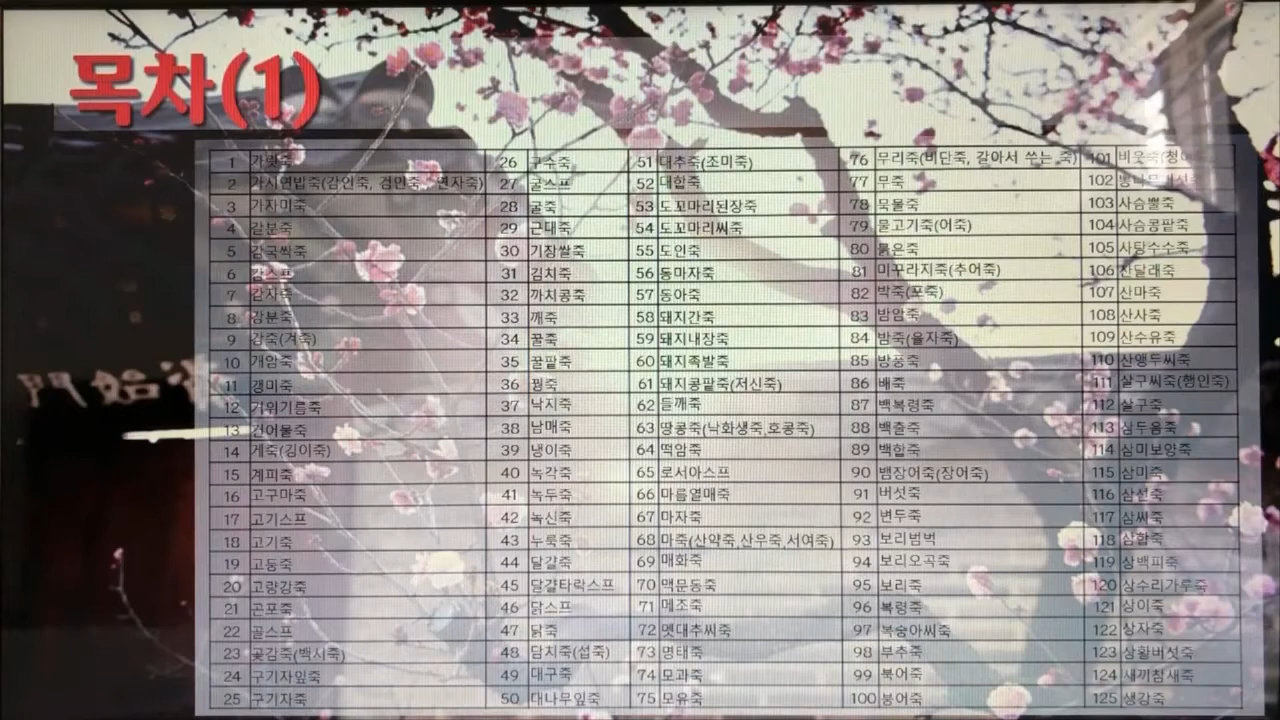 목차(1)
1 가랏죽
2 가시연밥죽(감인죽, 검인죽, 연자죽)
3 가자미죽
4 갈분죽
5 감국싹죽
6 감스프
7 감자죽
8 강분죽
9 강죽(겨죽)
10 개암죽
11 갱미죽
12 거위기름죽
13 건어물죽
14 게죽(김이죽)
15 계피죽
16 고구마죽
17 고기스프
18 고기죽
19 고둥죽
20 고량강죽
21 곤포죽
22 골스프
23 곶감죽(백시죽)
24 구기자잎죽
25 구기자죽
26 구수죽
27 굴스프
28 굴죽
29 근대죽
30 기장쌀죽
31 김치죽
32 까치콩죽
33 깨죽
34 꿀죽
35 꿀팥죽
36 꿩죽
37 낙지죽
38 남매죽
39 냉이죽
40 녹각죽
41 녹두죽
42 녹신죽
43 누룩죽
44 달걀죽
45 달걀타락스프
46 닭스프
47 닭죽
48 담치죽(섭죽)
49 대구죽
50 대나무잎죽
51 대추죽(조미죽)
52 대합죽
53 도꼬마리된장죽
54 도꼬마리씨죽
55 도인죽
56 동마자죽
57 동아죽
58 돼지간죽
59 돼지내장죽
60 돼지족발죽
61 돼지콩팥죽(저신죽)
62 들깨죽
63 땅콩죽(낙화생죽,호콩죽)
64 떡암죽
65 로서아스프
66 마름열매죽
67 마자죽
68 마죽(산약죽,산우죽,서여죽)
69 매화죽
70 맥문동죽
71 메조죽
72 멧대추씨죽
73 명태죽
74 모과죽
75 모유죽
76 무리죽(비단죽, 갈아서 쑤는 죽)
77 무죽
78 묵물죽
79 물고기죽(어죽)
80 묽은죽
81 미꾸라지죽(추어죽)
82 박죽(포죽)
83 밤암죽
84 밤죽(율자죽)
85 방풍죽
86 배죽
87 백복령죽
88 백출죽
89 백합죽
90 뱀장어죽(장어죽)
91 버섯죽
92 변두죽
93 보리범벅
94 보리오곡죽
95 보리죽
96 복령죽
97 복숭아씨죽
98 부추죽
99 북어죽
100 붕어죽
101 비웃죽(청어
102 뽕나무버섯
103 사슴뿔죽
104 사슴콩팥죽
105 사탕수수죽
106 산달래죽
107 산마죽
108 산사죽
109 산수유죽
110 산앵두씨죽
111 살구씨죽(행인죽)
112 살구죽
113 삼두음죽
114 삼미보양죽
115 삼미죽
116 삼선죽
117 삼씨죽
118 삼합죽
119 상백피죽
120 상수리가루죽
121 상이죽
122 상자죽
123 상황버섯죽
124 새끼참새죽
125 생강죽